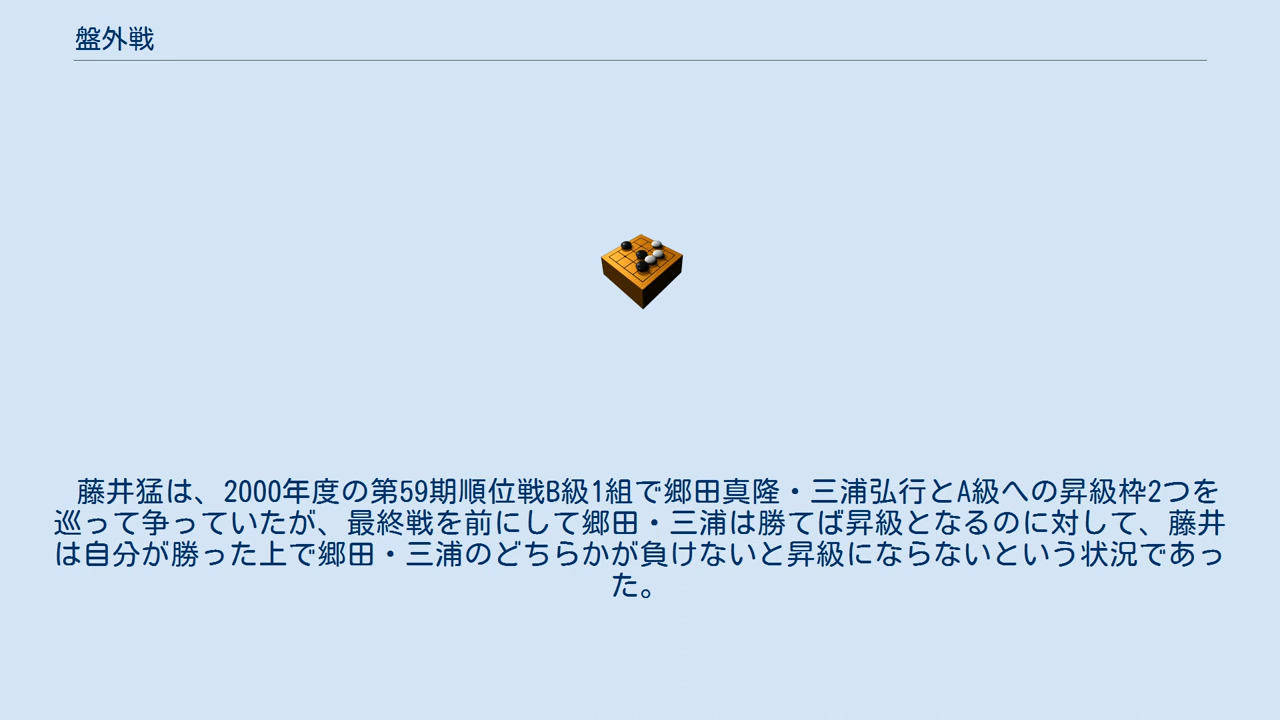 盤外戦
藤井猛は、2000年度の第59期順位戦B級1組で郷田真隆・三浦弘行とA級への昇級枠2つを
巡って争っていたが、最終戦を前にして郷田・三浦は勝てば昇級となるのに対して、藤井
は自分が勝った上で郷田・三浦のどちらかが負けないと昇級にならないという状況であっ
た。